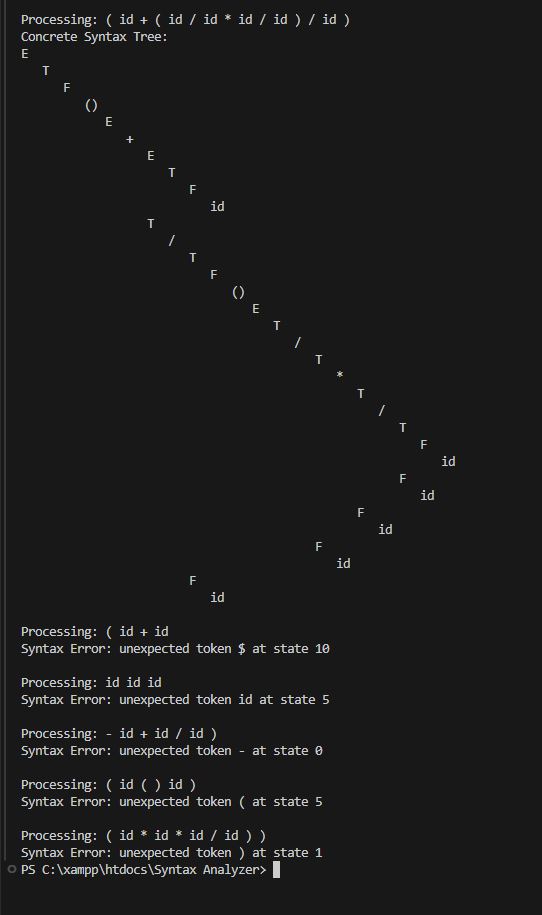 Processing: ( id + ( id / id * id / id ) / id )
Concrete Syntax Tree:
E
T
F
()
E
+
E
T
F
id
T
/
T
F
()
E
T
/
T
*
T
/
T
F
id
F
id
F
id
F
id
F
id
Processing: ( id + id
Syntax Error: unexpected token $ at state 10
Processing: id id id
Syntax Error: unexpected token id at state 5
Processing: - id + id / id )
Syntax Error: unexpected token - at state 0
Processing: ( id ( ) id )
Syntax Error: unexpected token ( at state 5
Processing: ( id * id * id / id ) )
Syntax Error: unexpected token ) at state 1
PS C:\xampp\htdocs\Syntax Analyzer>